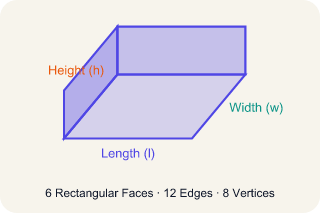 Height (h)
Width (w)
Length (l)
6 Rectangular Faces · 12 Edges · 8 Vertices